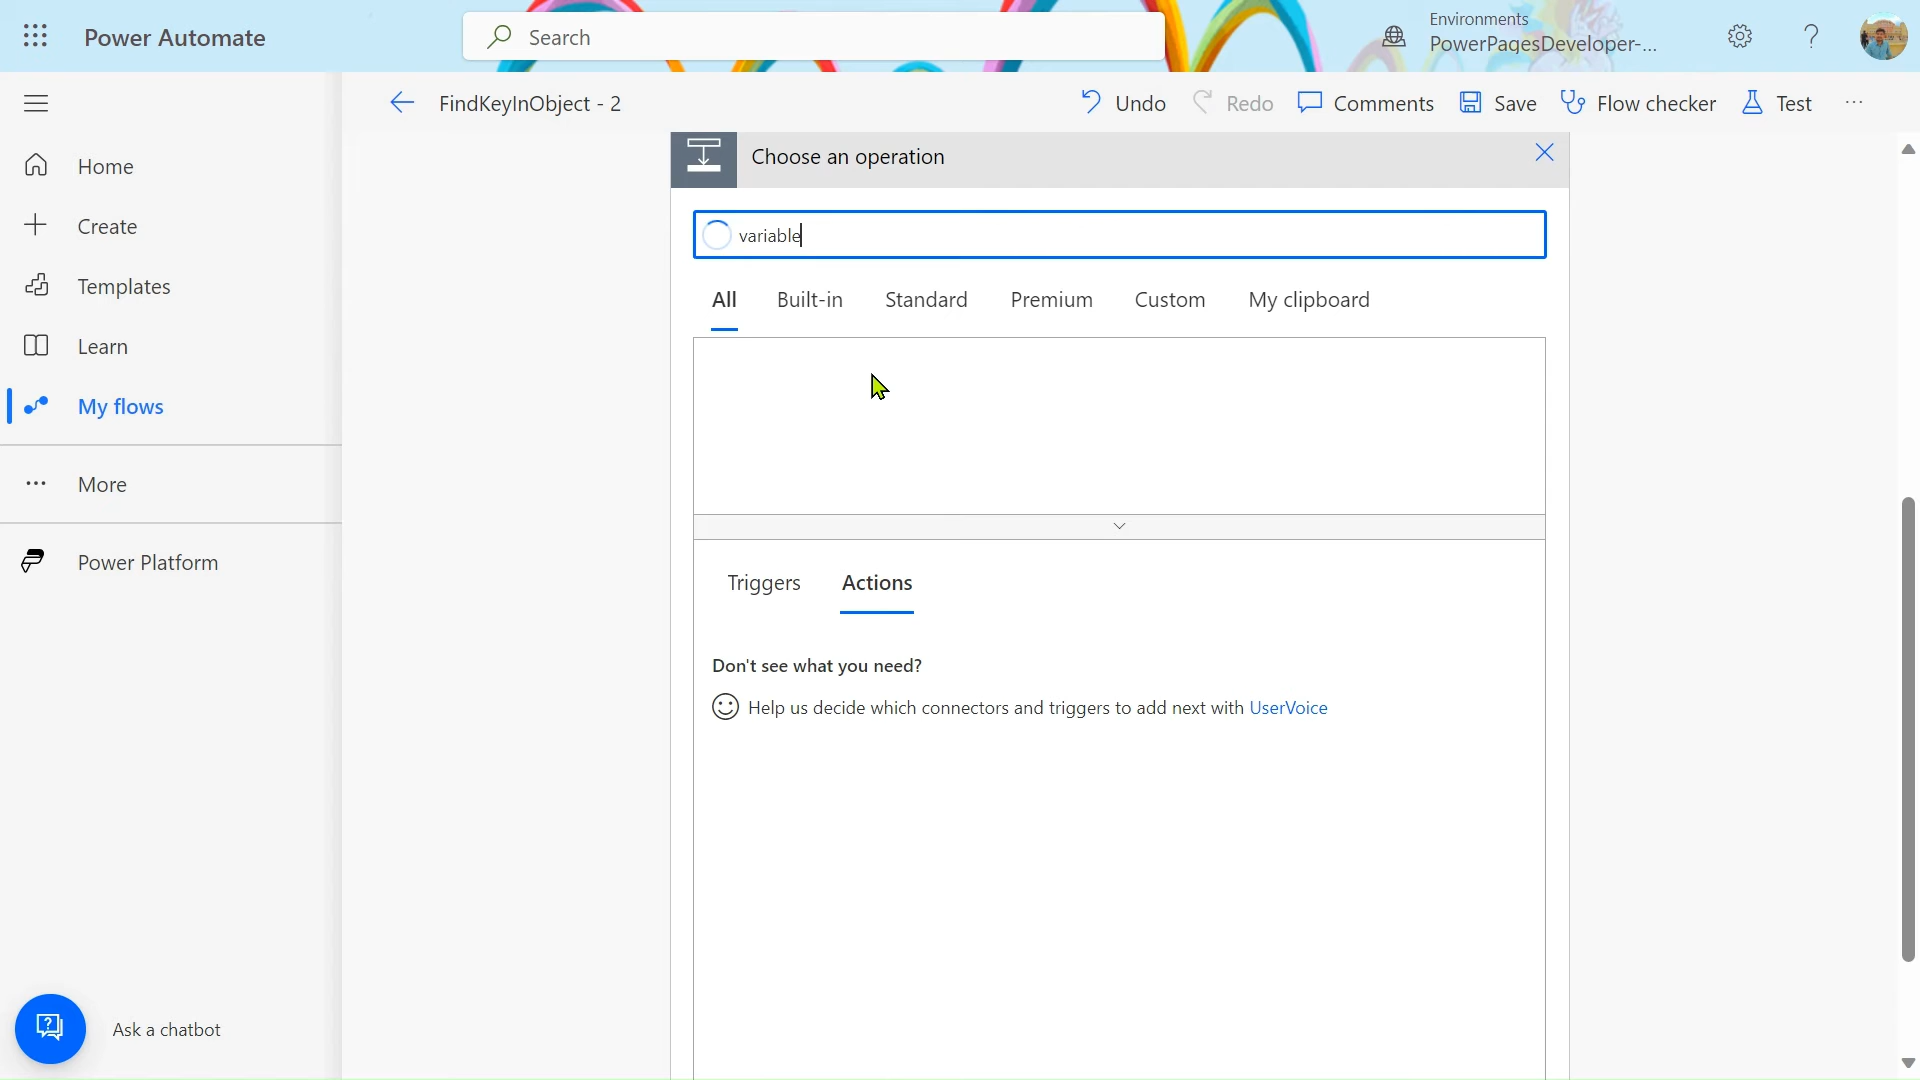 Power Automate
Search
Environments
PowerPagesDeveloper-...
FindKeyInObject - 2
Undo
Redo
Comments
Save
Flow checker
Test
Home
Create
Templates
Learn
My flows
More
Power Platform
Ask a chatbot
Choose an operation
variable
All
Built-in
Standard
Premium
Custom
My clipboard
Triggers
Actions
Don't see what you need?
Help us decide which connectors and triggers to add next with UserVoice